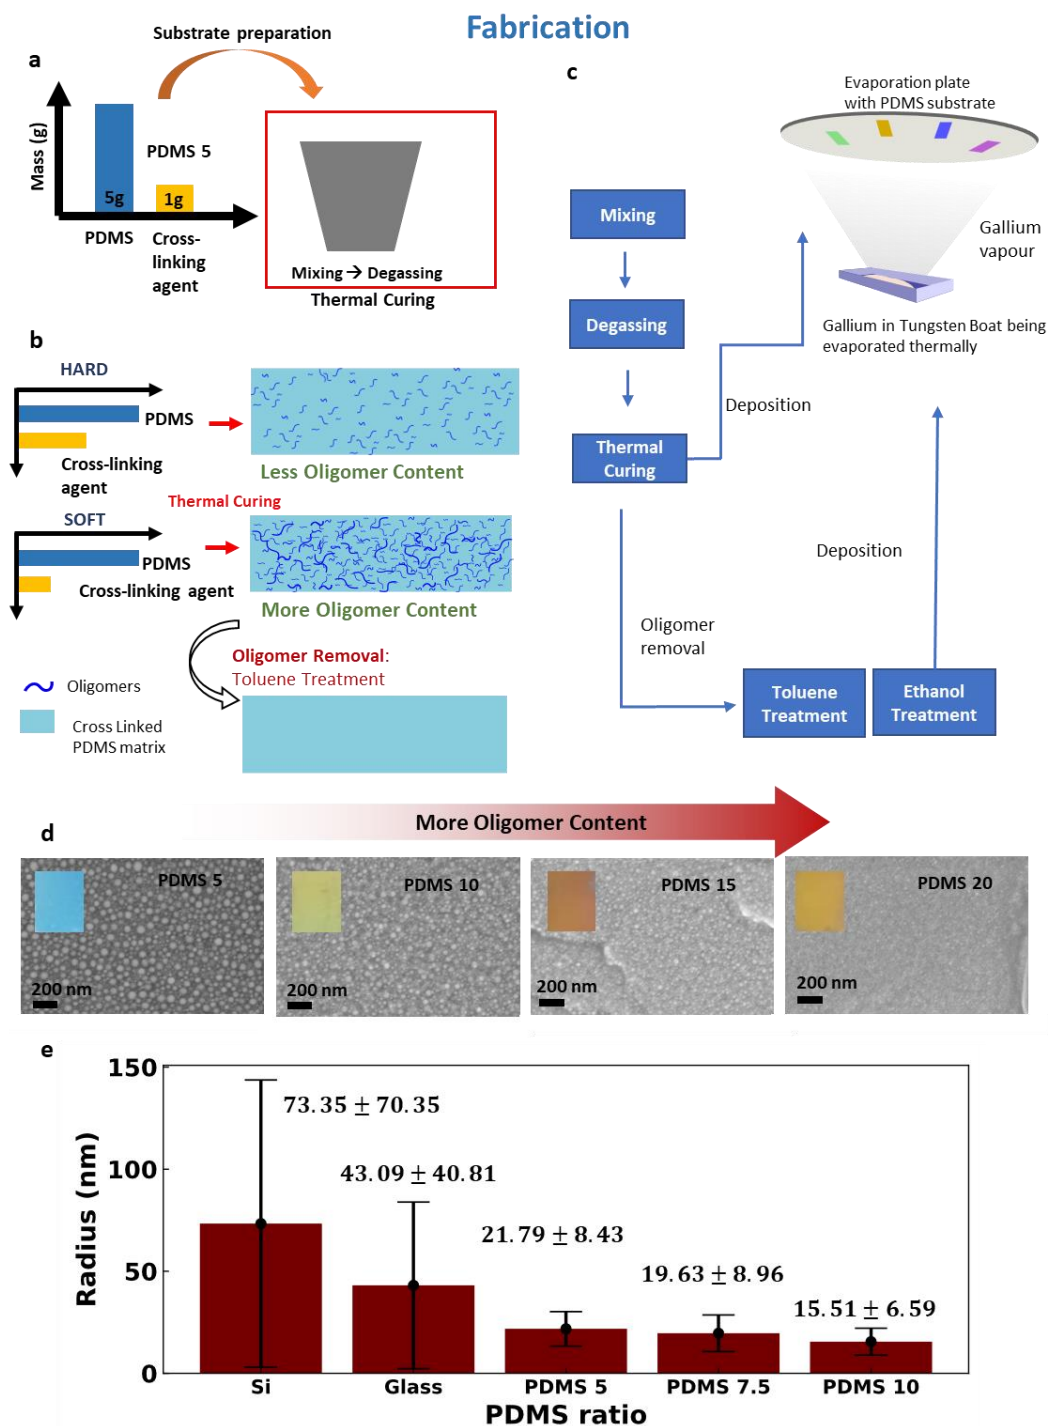 Fabrication
Substrate preparation
a
Mass (g)
PDMS 5
5g
1g
PDMS
Cross-
linking
agent
Mixing → Degassing
Thermal Curing
b
HARD
PDMS
Cross-linking
agent
Less Oligomer Content
Thermal Curing
SOFT
PDMS
Cross-linking agent
More Oligomer Content
Oligomer Removal:
Toluene Treatment
Oligomers
Cross Linked
PDMS matrix
c
Evaporation plate
with PDMS substrate
Mixing
Gallium
vapour
Degassing
Gallium in Tungsten Boat being
evaporated thermally
Deposition
Thermal
Curing
Deposition
Oligomer
removal
Toluene
Treatment
Ethanol
Treatment
More Oligomer Content
d
PDMS 5
200 nm
PDMS 10
200 nm
PDMS 15
200 nm
PDMS 20
200 nm
e
Radius (nm)
150
100
50
0
73.35 ± 70.35
43.09 ± 40.81
21.79 ± 8.43
19.63 ± 8.96
15.51 ± 6.59
Si
Glass
PDMS 5
PDMS 7.5
PDMS 10
PDMS ratio